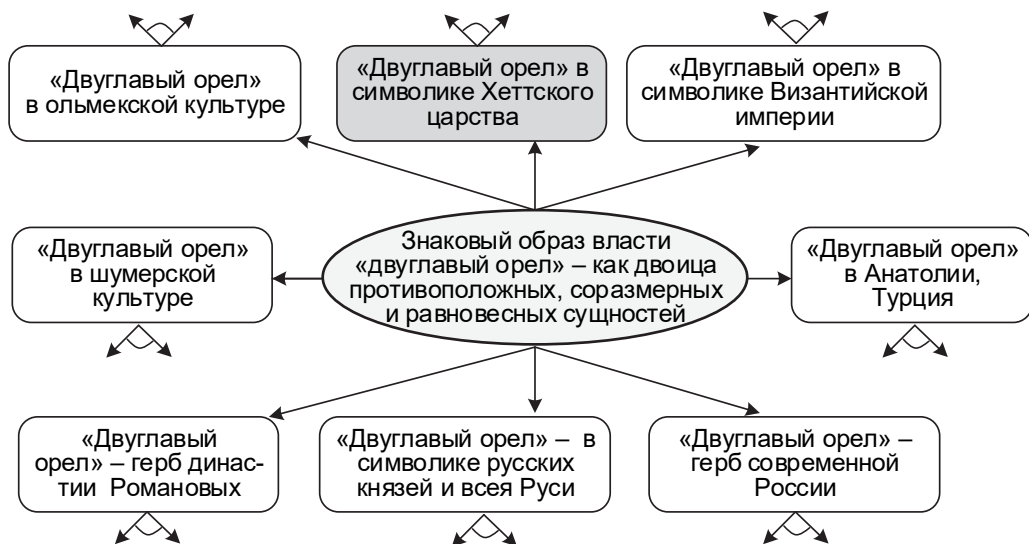 «Двуглавый орел»
в ольмекской культуре
«Двуглавый орел» в
символике Хеттского
царства
«Двуглавый орел» в
символике Византийской
империи
«Двуглавый орел»
в шумерской
культуре
Знаковый образ власти
«двуглавый орел» – как двоица
противоположных, соразмерных
и равновесных сущностей
«Двуглавый орел»
в Анатолии,
Турция
«Двуглавый
орел» – герб динас-
тии Романовых
«Двуглавый орел» – в
символике русских
князей и всея Руси
«Двуглавый орел» –
герб современной
России